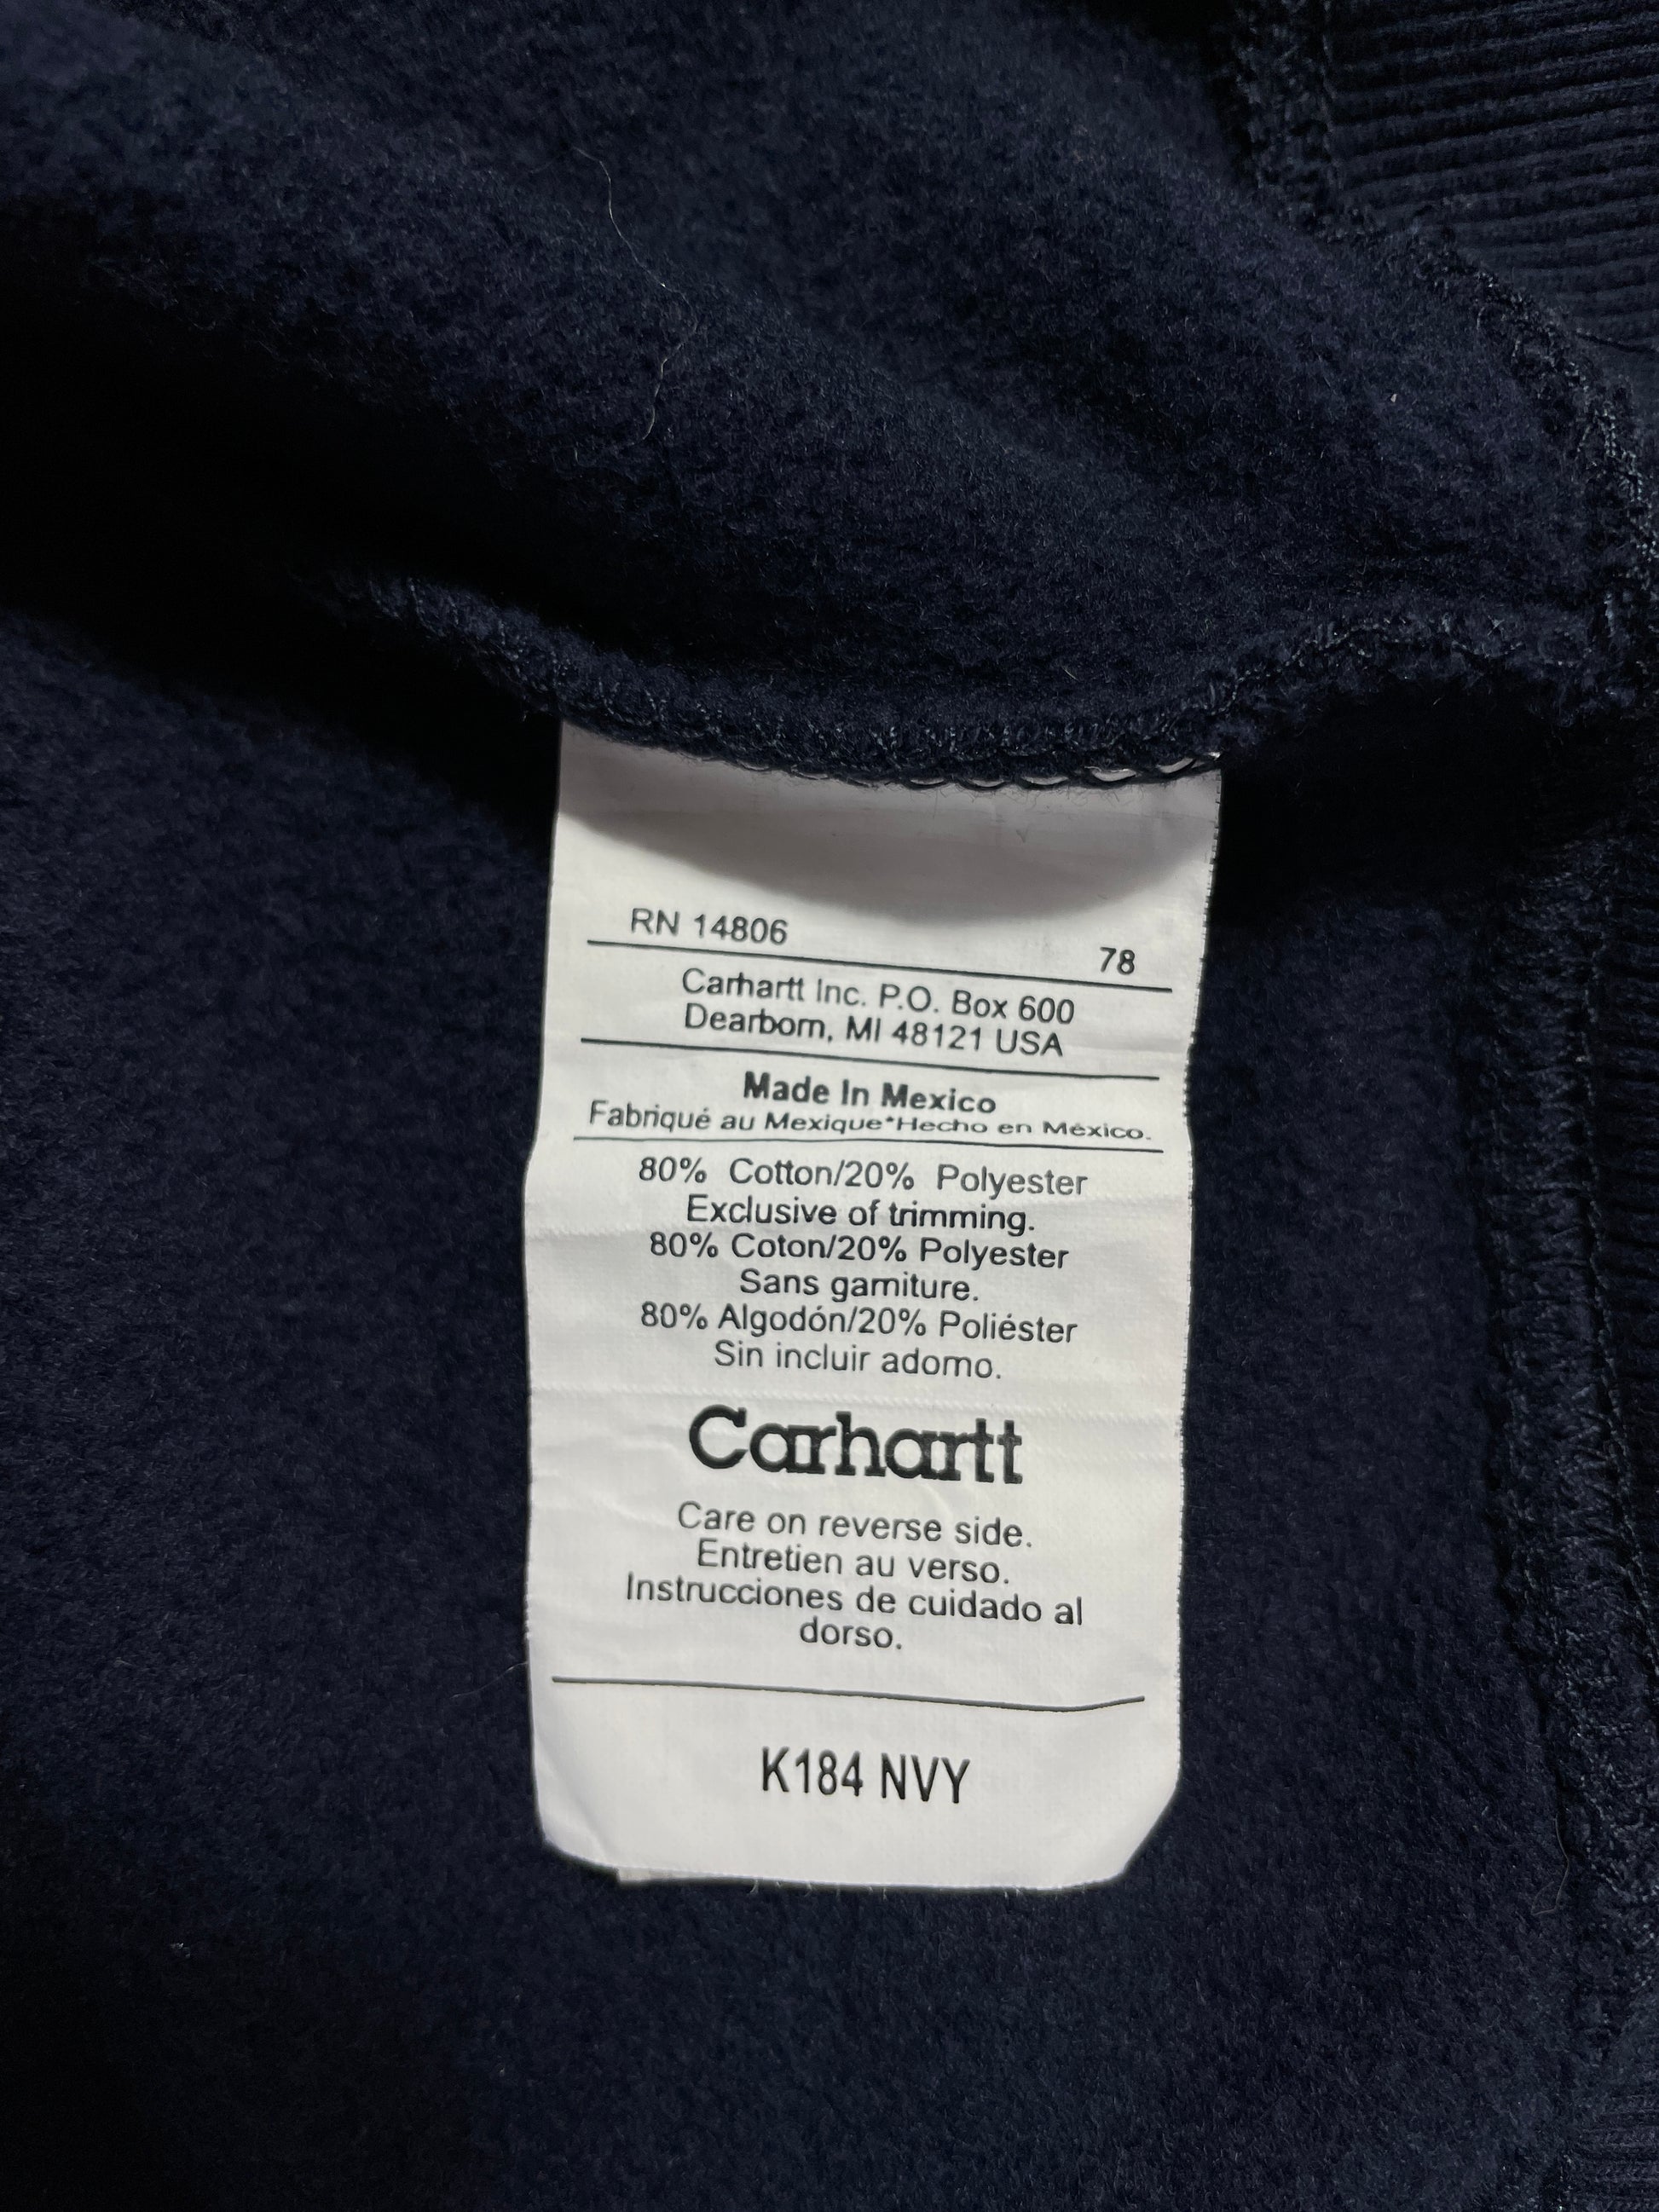 RN 14806 78
Carhartt Inc. P.O. Box 600
Dearborn, MI 48121 USA
Made In Mexico
Fabriqué au Mexique*Hecho en México.
80% Cotton/20% Polyester
Exclusive of trimming.
80% Coton/20% Polyester
Sans garniture.
80% Algodón/20% Poliéster
Sin incluir adorno.
Carhartt
Care on reverse side.
Entretien au verso.
Instrucciones de cuidado al
dorso.
K184 NVY